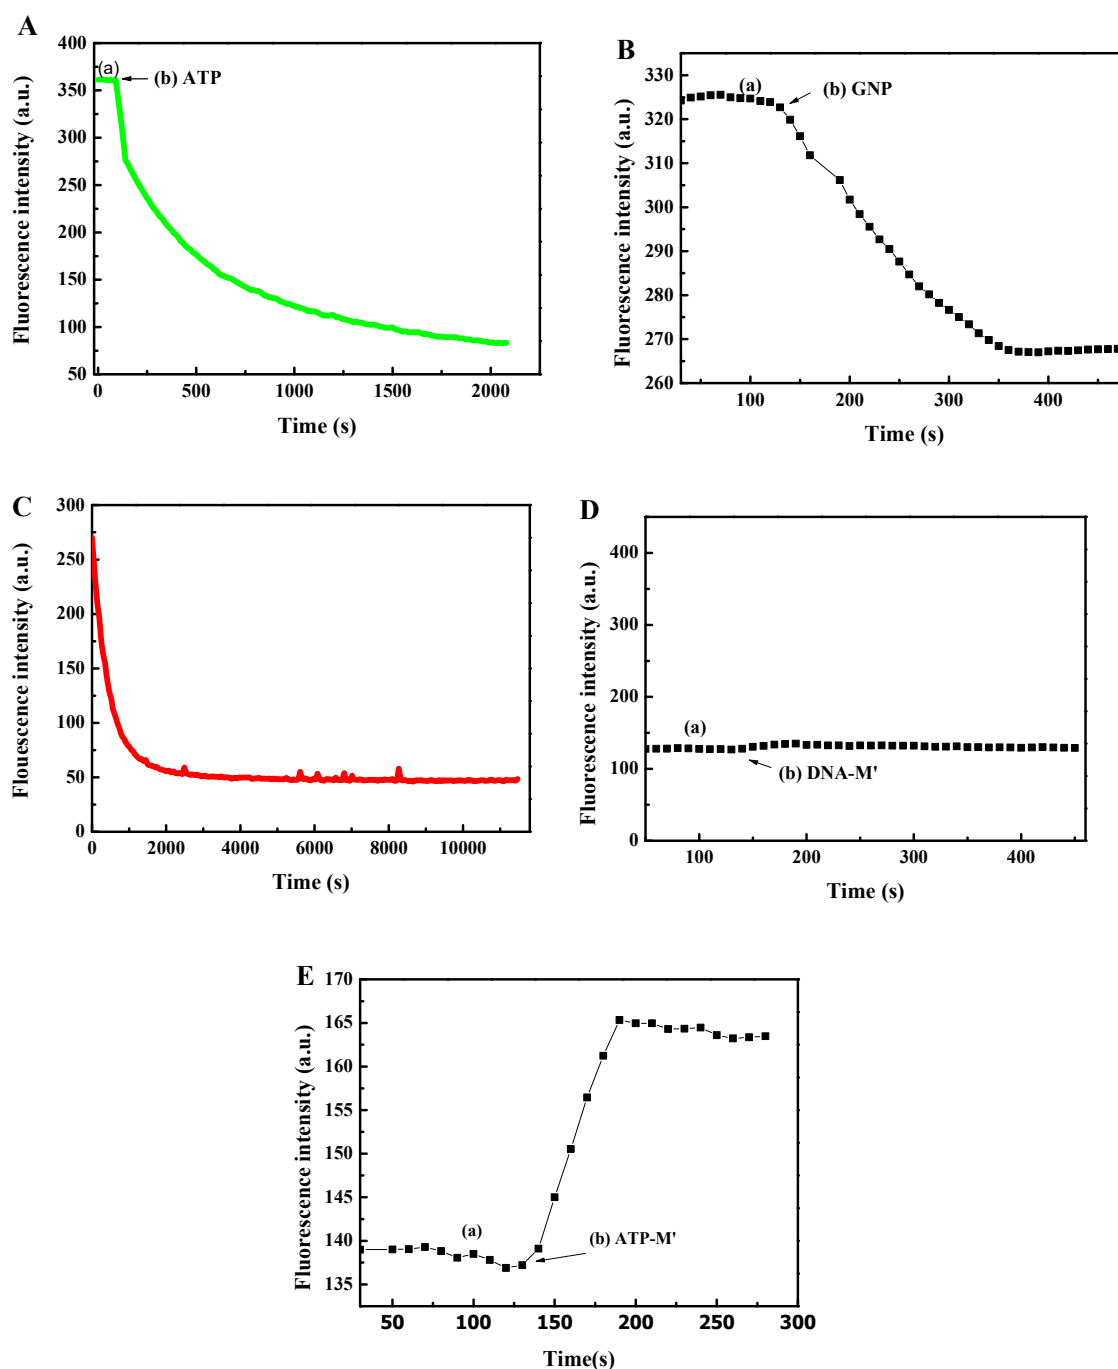 A
400
350
300
250
200
150
100
50
(a)
(b) ATP
0
500
1000
1500
2000
Fluorescence intensity (a.u.)
Time (s)
B
330
320
310
300
290
280
270
260
(a)
(b) GNP
100
200
300
400
Fluorescence intensity (a.u.)
Time (s)
C
300
250
200
150
100
50
0
0
2000
4000
6000
8000
10000
Flouescence intensity (a.u.)
Time (s)
D
400
300
200
100
0
(a)
(b) DNA-M'
100
200
300
400
Fluorescence intensity (a.u.)
Time (s)
E
170
165
160
155
150
145
140
135
(a)
(b) ATP-M'
50
100
150
200
250
300
Fluorescence intensity (a.u.)
Time(s)